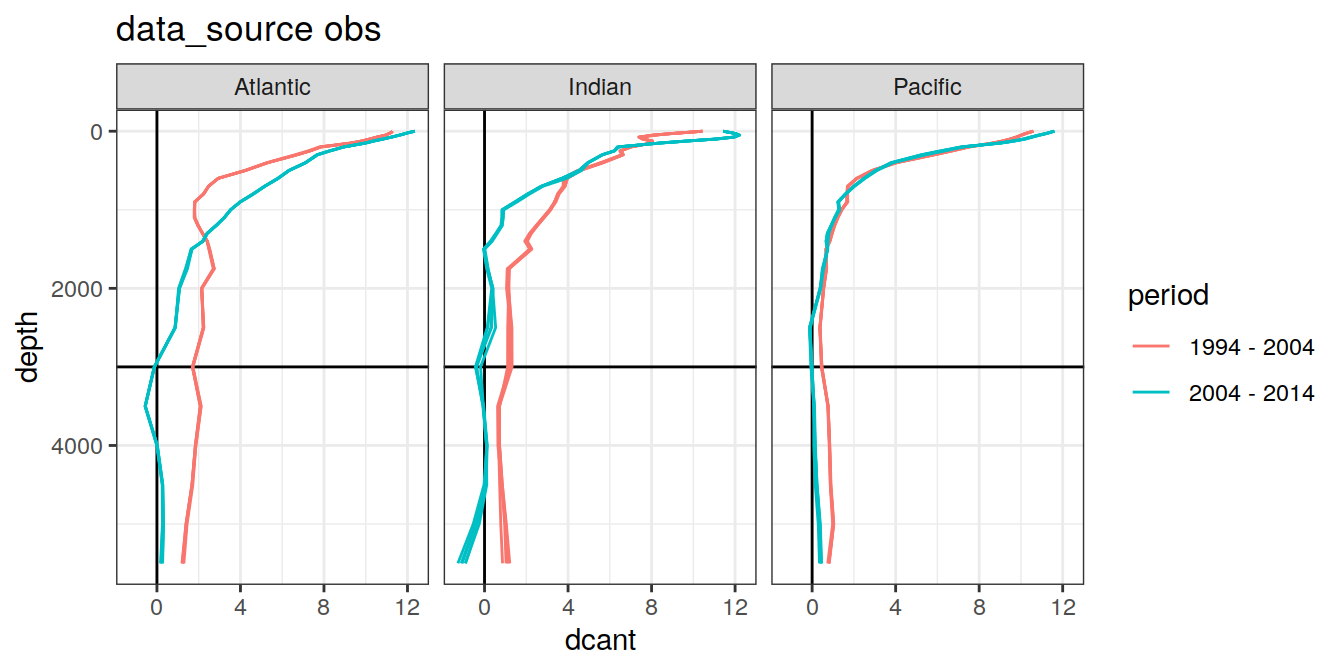 data_source obs
Atlantic
Indian
Pacific
0
2000
4000
depth
0 4 8 12
0 4 8 12
0 4 8 12
dcant
period
1994 - 2004
2004 - 2014